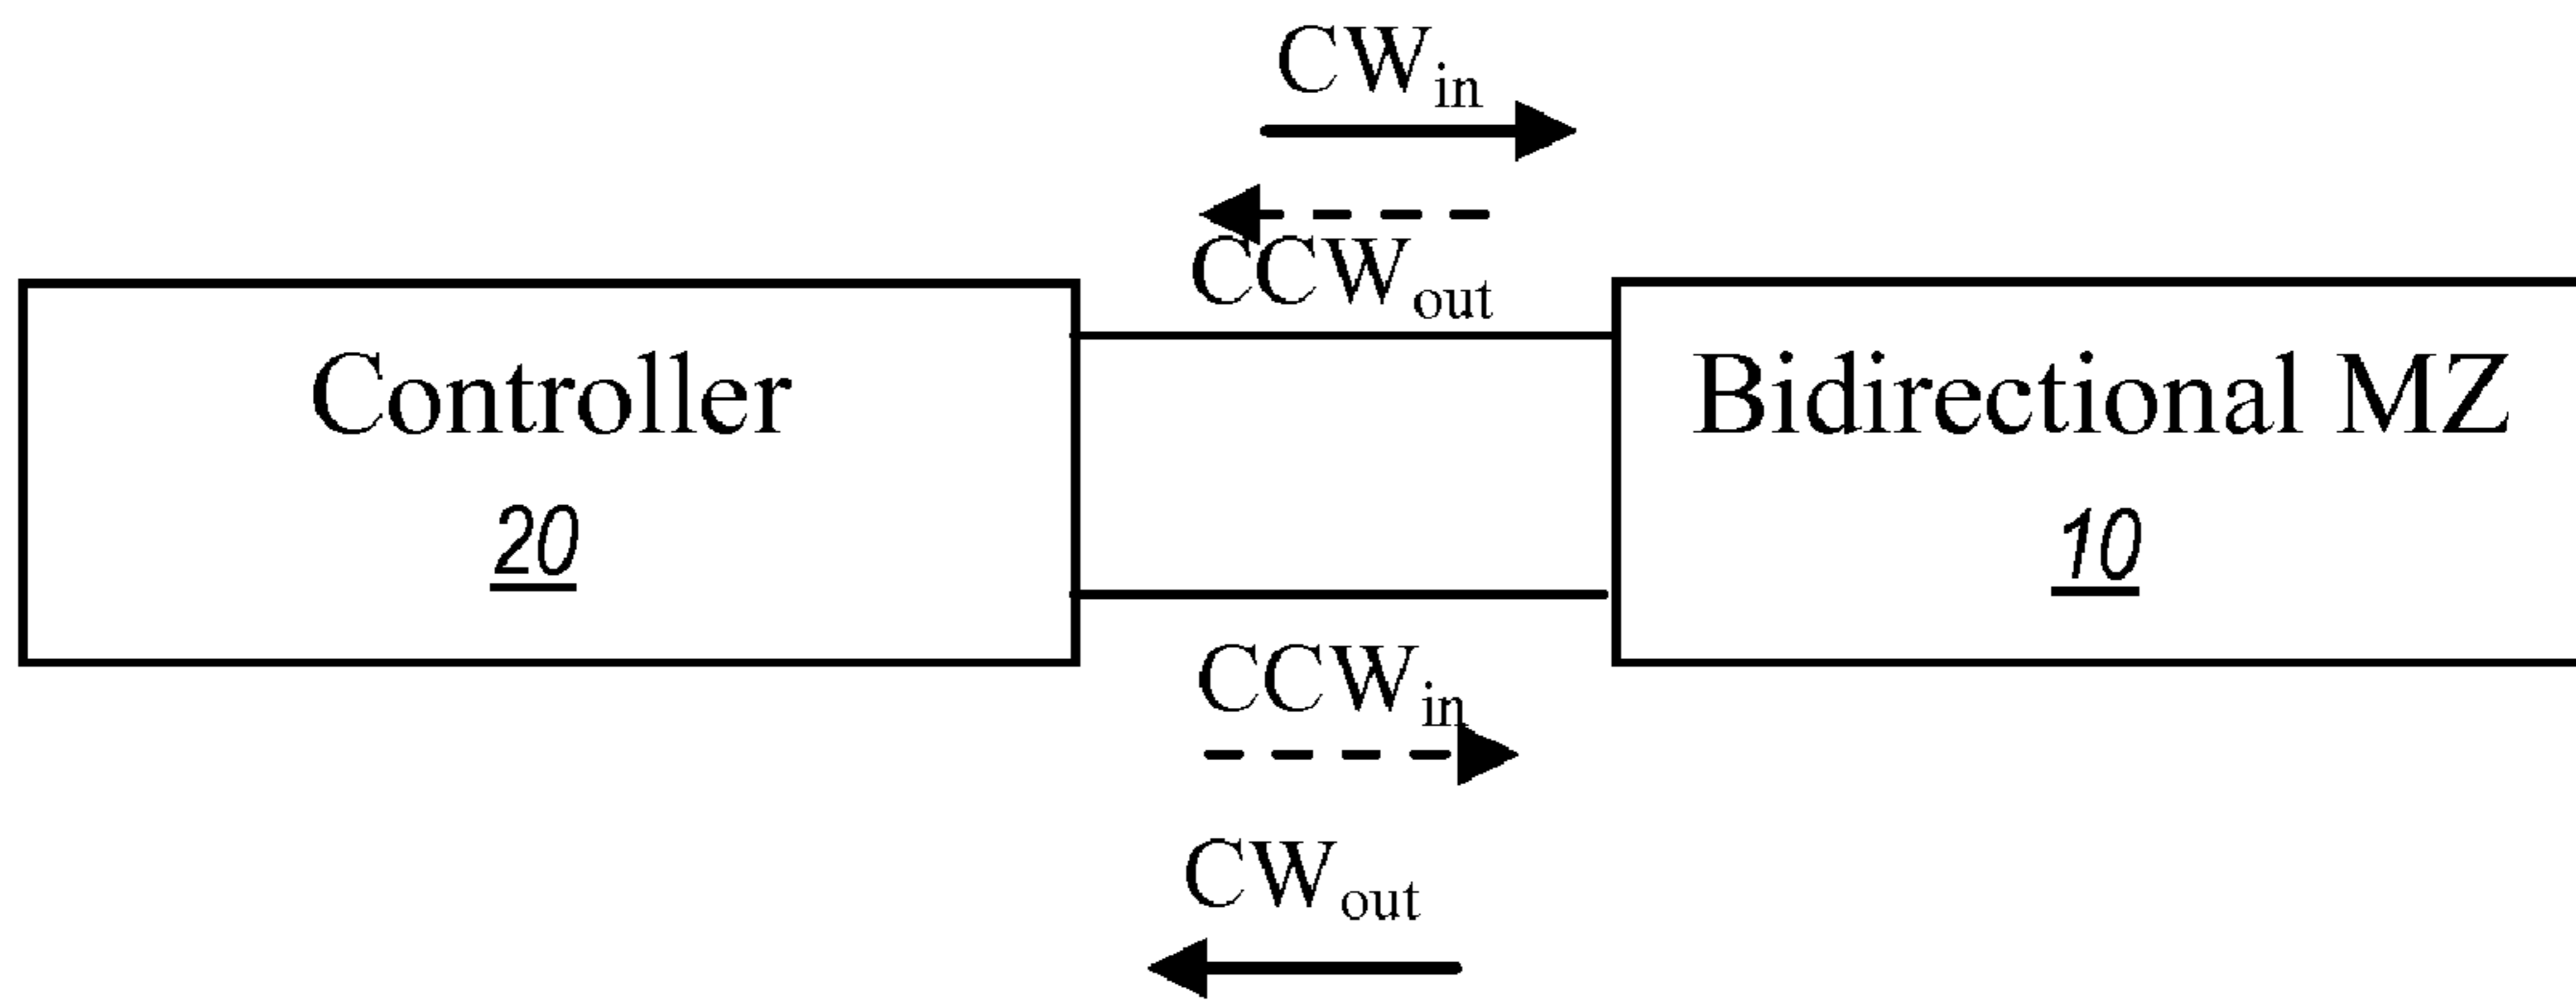 CWin
CCWout
Controller
20
Bidirectional MZ
10
CCWin
CWout